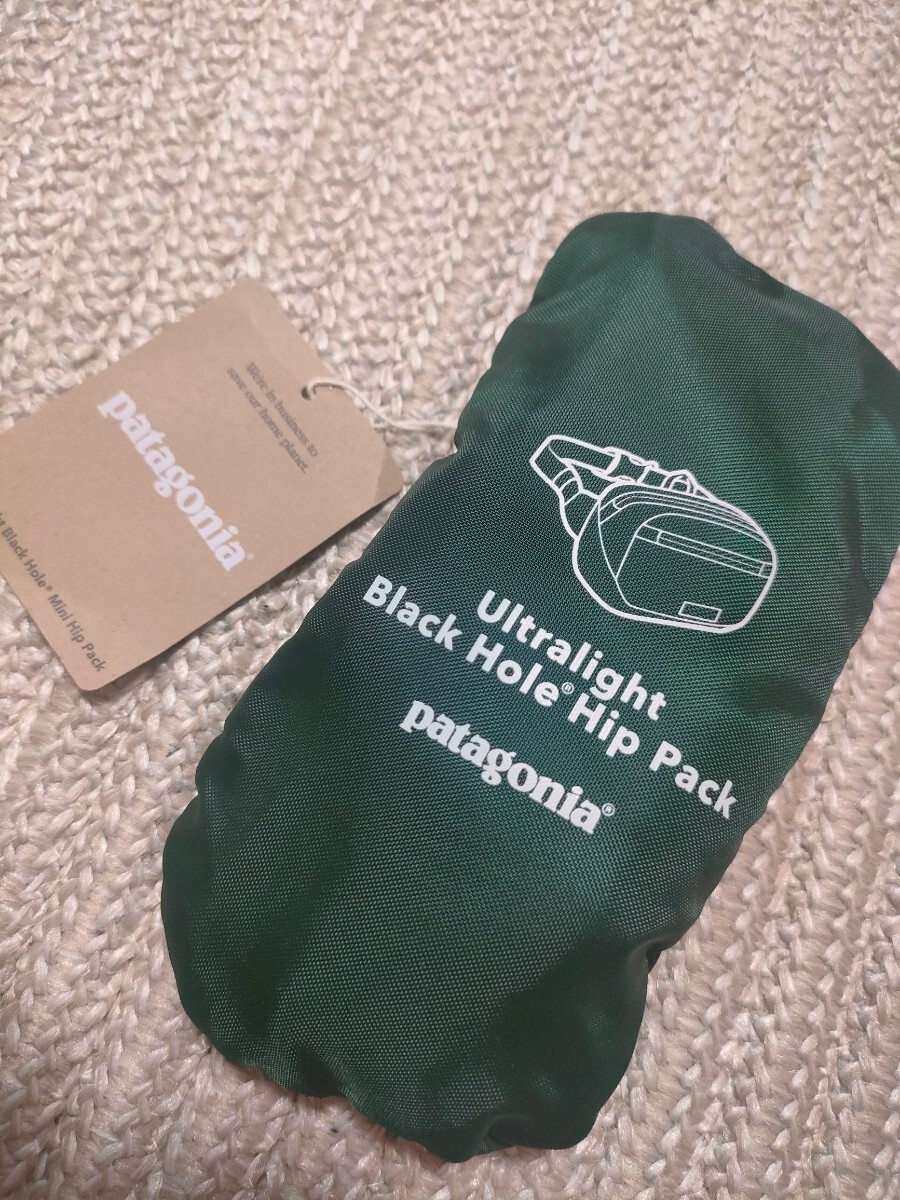 We're in business to
save our home planet.
patagonia®
Black Hole® Mini Hip Pack
Ultralight
Black Hole® Hip Pack
patagonia®